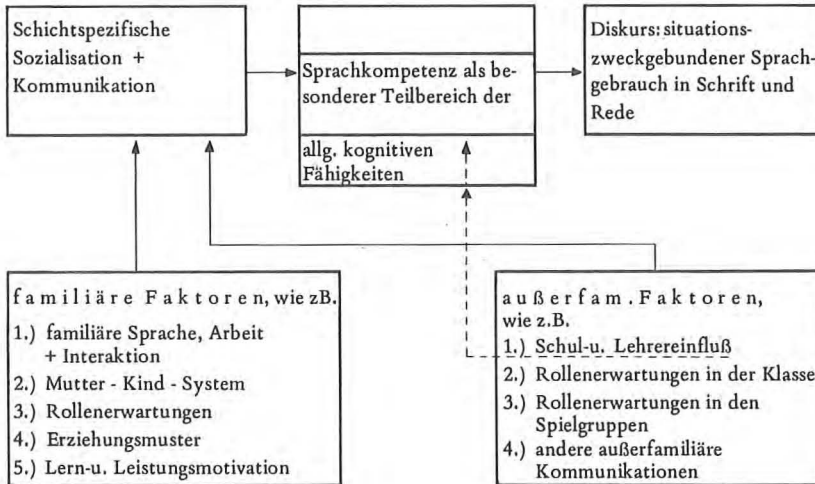 Schichtspezifische
Sozialisation +
Kommunikation
Sprachkompetenz als be-
sonderer Teilbereich der
allg. kognitiven
Fähigkeiten
Diskurs: situations-
zweckgebundener Sprach-
gebrauch in Schrift und
Rede
familiäre Faktoren, wie zB.
1.) familiäre Sprache, Arbeit
+ Interaktion
2.) Mutter - Kind - System
3.) Rollenerwartungen
4.) Erziehungsmuster
5.) Lern-u. Leistungsmotivation
außerfam. Faktoren,
wie z.B.
1.) Schul-u. Lehrereinfluß
2.) Rollenerwartungen in der Klasse
3.) Rollenerwartungen in den
Spielgruppen
4.) andere außerfamiliäre
Kommunikationen